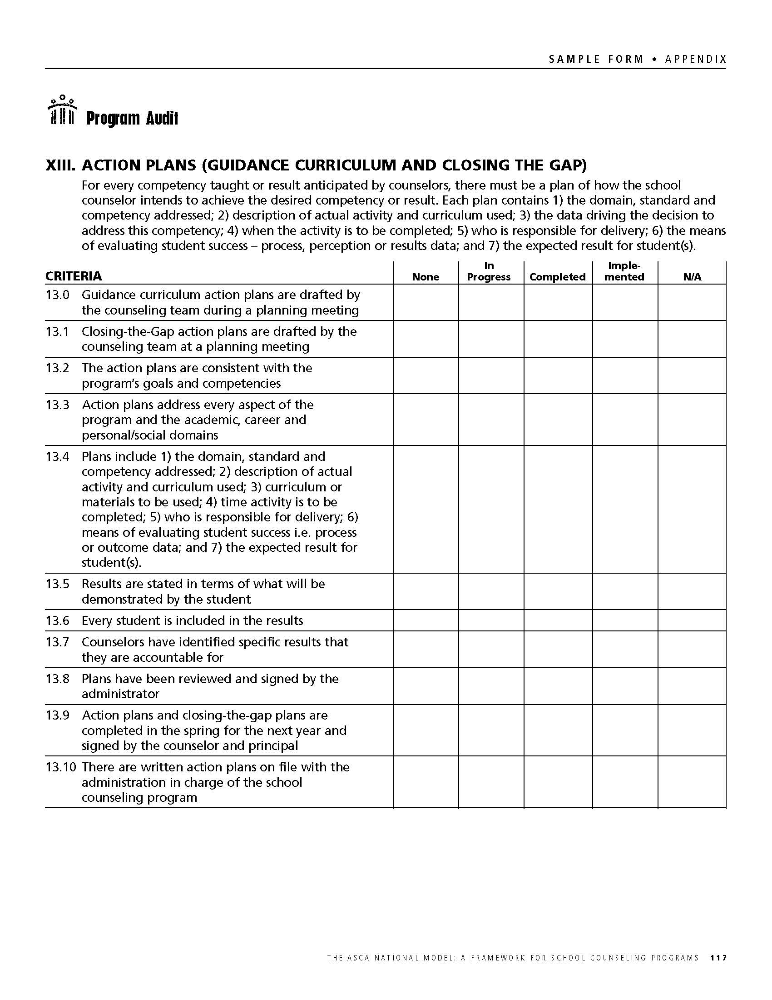 SAMPLE FORM • APPENDIX
Program Audit
XIII. ACTION PLANS (GUIDANCE CURRICULUM AND CLOSING THE GAP)
For every competency taught or result anticipated by counselors, there must be a plan of how the school
counselor intends to achieve the desired competency or result. Each plan contains 1) the domain, standard and
competency addressed; 2) description of actual activity and curriculum used; 3) the data driving the decision to
address this competency; 4) when the activity is to be completed; 5) who is responsible for delivery; 6) the means
of evaluating student success – process, perception or results data; and 7) the expected result for student(s).
CRITERIA None In Progress Completed Imple-mented N/A
13.0 Guidance curriculum action plans are drafted by
the counseling team during a planning meeting
13.1 Closing-the-Gap action plans are drafted by the
counseling team at a planning meeting
13.2 The action plans are consistent with the
program’s goals and competencies
13.3 Action plans address every aspect of the
program and the academic, career and
personal/social domains
13.4 Plans include 1) the domain, standard and
competency addressed; 2) description of actual
activity and curriculum used; 3) curriculum or
materials to be used; 4) time activity is to be
completed; 5) who is responsible for delivery; 6)
means of evaluating student success i.e. process
or outcome data; and 7) the expected result for
student(s).
13.5 Results are stated in terms of what will be
demonstrated by the student
13.6 Every student is included in the results
13.7 Counselors have identified specific results that
they are accountable for
13.8 Plans have been reviewed and signed by the
administrator
13.9 Action plans and closing-the-gap plans are
completed in the spring for the next year and
signed by the counselor and principal
13.10 There are written action plans on file with the
administration in charge of the school
counseling program
THE ASCA NATIONAL MODEL: A FRAMEWORK FOR SCHOOL COUNSELING PROGRAMS 117